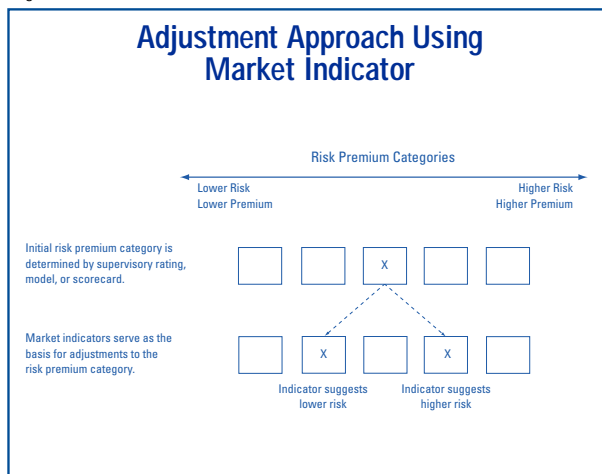 Adjustment Approach Using
Market Indicator
Risk Premium Categories
Lower Risk
Lower Premium
Higher Risk
Higher Premium
Initial risk premium category is
determined by supervisory rating,
model, or scorecard.
X
Market indicators serve as the
basis for adjustments to the
risk premium category.
X
X
Indicator suggests
lower risk
Indicator suggests
higher risk